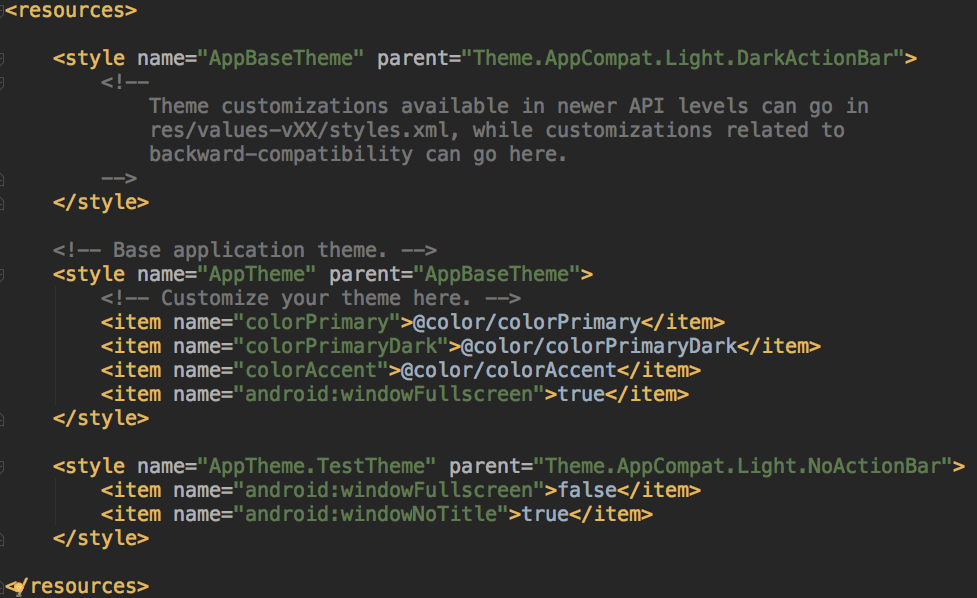 <resources>
<style name="AppBaseTheme" parent="Theme.AppCompat.Light.DarkActionBar">
<!--
Theme customizations available in newer API levels can go in
res/values-vXX/styles.xml, while customizations related to
backward-compatibility can go here.
-->
</style>
<!-- Base application theme. -->
<style name="AppTheme" parent="AppBaseTheme">
<!-- Customize your theme here. -->
<item name="colorPrimary">@color/colorPrimary</item>
<item name="colorPrimaryDark">@color/colorPrimaryDark</item>
<item name="colorAccent">@color/colorAccent</item>
<item name="android:windowFullscreen">true</item>
</style>
<style name="AppTheme.TestTheme" parent="Theme.AppCompat.Light.NoActionBar">
<item name="android:windowFullscreen">false</item>
<item name="android:windowNoTitle">true</item>
</style>
</resources>